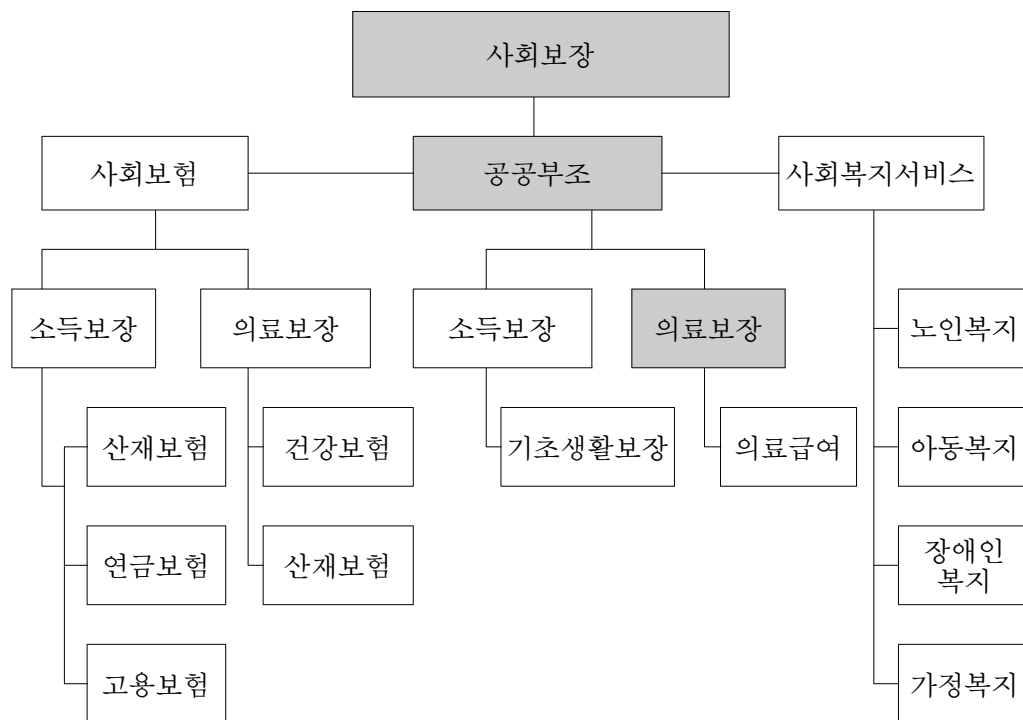 사회보장
사회보험
공공부조
사회복지서비스
소득보장
의료보장
소득보장
의료보장
노인복지
산재보험
건강보험
기초생활보장
의료급여
아동복지
연금보험
산재보험
장애인
복지
고용보험
가정복지